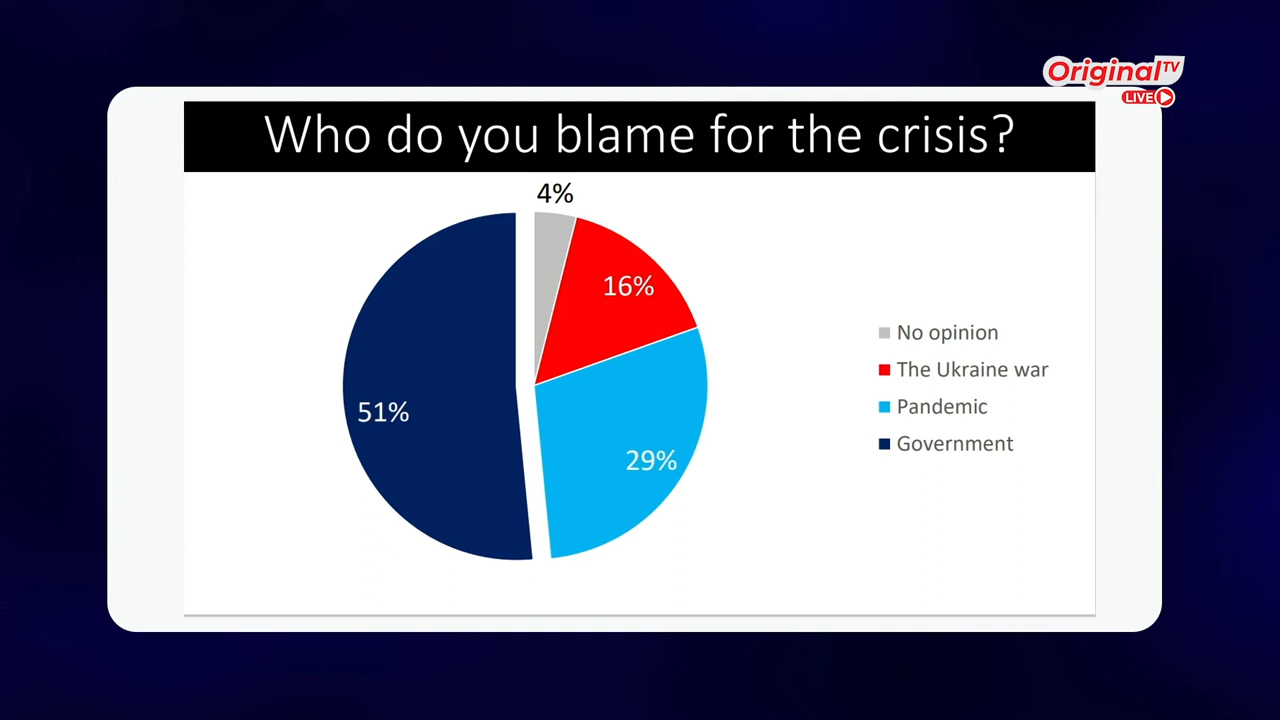 Original TV
LIVE
Who do you blame for the crisis?
4%
16%
51%
29%
No opinion
The Ukraine war
Pandemic
Government